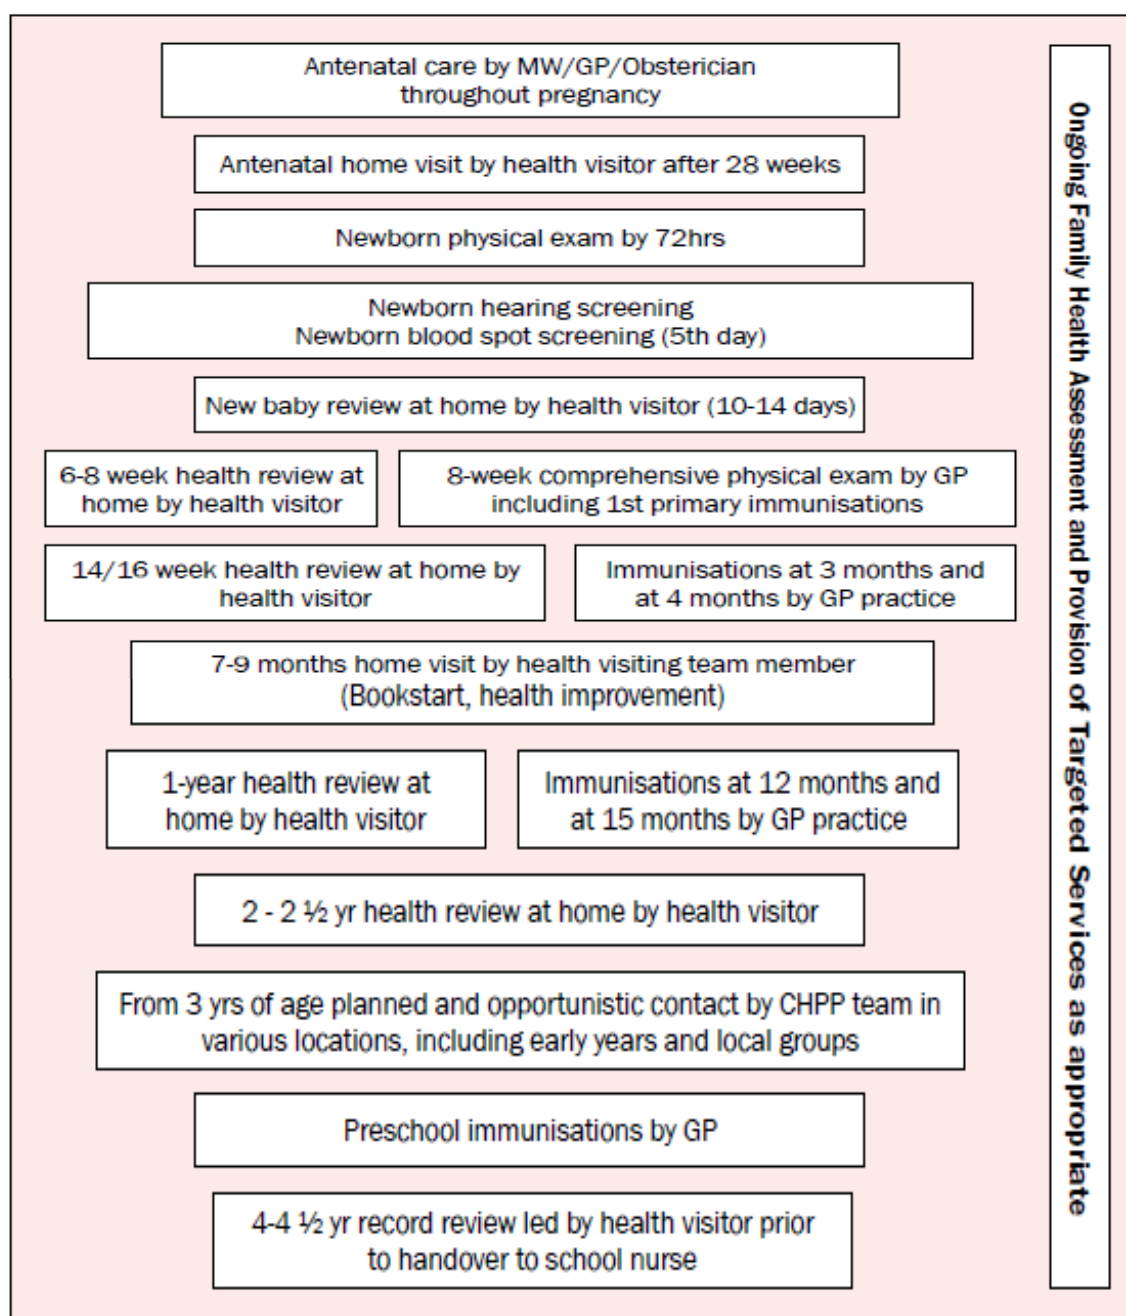 Antenatal care by MW/GP/Obsterician
throughout pregnancy
Antenatal home visit by health visitor after 28 weeks
Newborn physical exam by 72hrs
Newborn hearing screening
Newborn blood spot screening (5th day)
New baby review at home by health visitor (10-14 days)
6-8 week health review at
home by health visitor
8-week comprehensive physical exam by GP
including 1st primary immunisations
14/16 week health review at home by
health visitor
Immunisations at 3 months and
at 4 months by GP practice
7-9 months home visit by health visiting team member
(Bookstart, health improvement)
1-year health review at
home by health visitor
Immunisations at 12 months and
at 15 months by GP practice
2 - 2 ½ yr health review at home by health visitor
From 3 yrs of age planned and opportunistic contact by CHPP team in
various locations, including early years and local groups
Preschool immunisations by GP
4-4 ½ yr record review led by health visitor prior
to handover to school nurse
Ongoing Family Health Assessment and Provision of Targeted Services as appropriate